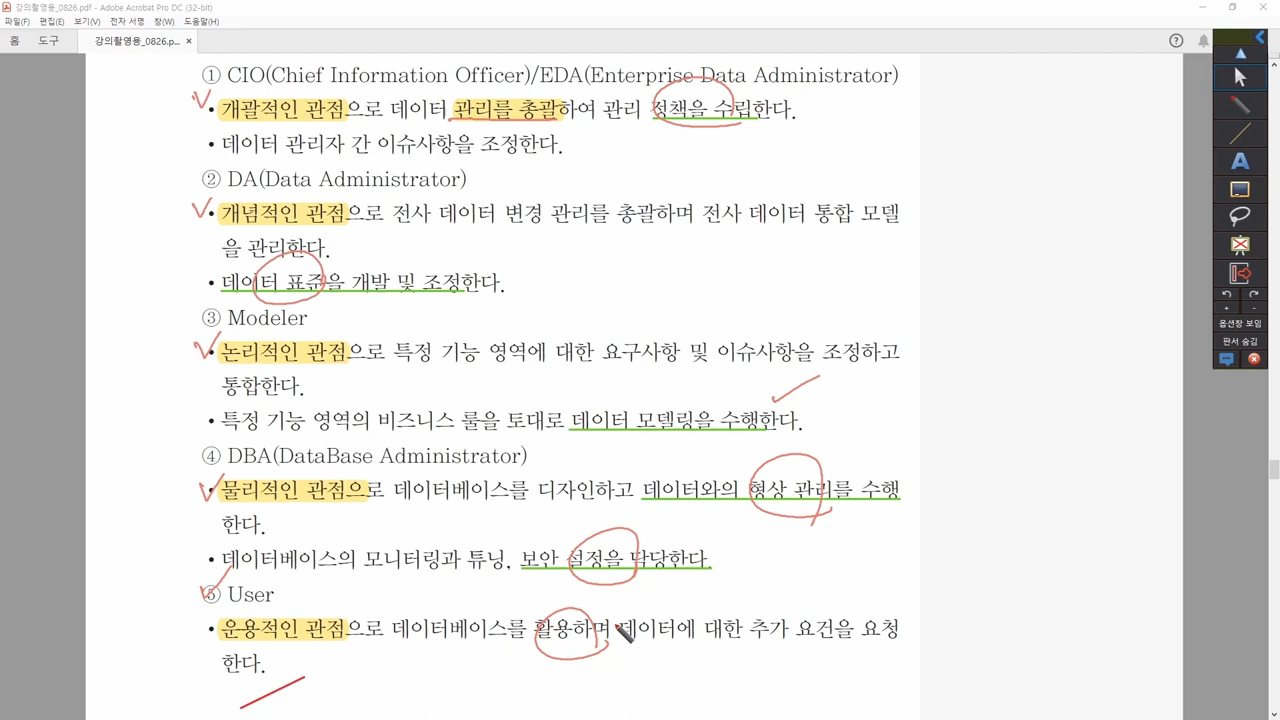 강의촬영용_0826.pdf - Adobe Acrobat Pro DC (32-bit)
파일(F) 편집(E) 보기(V) 전자 서명 창(W) 도움말(H)
홈 도구 강의촬영용_0826.p... ×
① CIO(Chief Information Officer)/EDA(Enterprise Data Administrator)
• 개괄적인 관점으로 데이터 관리를 총괄하여 관리 정책을 수립한다.
• 데이터 관리자 간 이슈사항을 조정한다.
② DA(Data Administrator)
• 개념적인 관점으로 전사 데이터 변경 관리를 총괄하며 전사 데이터 통합 모델
을 관리한다.
• 데이터 표준을 개발 및 조정한다.
③ Modeler
• 논리적인 관점으로 특정 기능 영역에 대한 요구사항 및 이슈사항을 조정하고
통합한다.
• 특정 기능 영역의 비즈니스 룰을 토대로 데이터 모델링을 수행한다.
④ DBA(DataBase Administrator)
• 물리적인 관점으로 데이터베이스를 디자인하고 데이터와의 형상 관리를 수행
한다.
• 데이터베이스의 모니터링과 튜닝, 보안 설정을 담당한다.
⑤ User
• 운용적인 관점으로 데이터베이스를 활용하며 데이터에 대한 추가 요건을 요청
한다.
A
+ -
옵션창 보임
판서 숨김